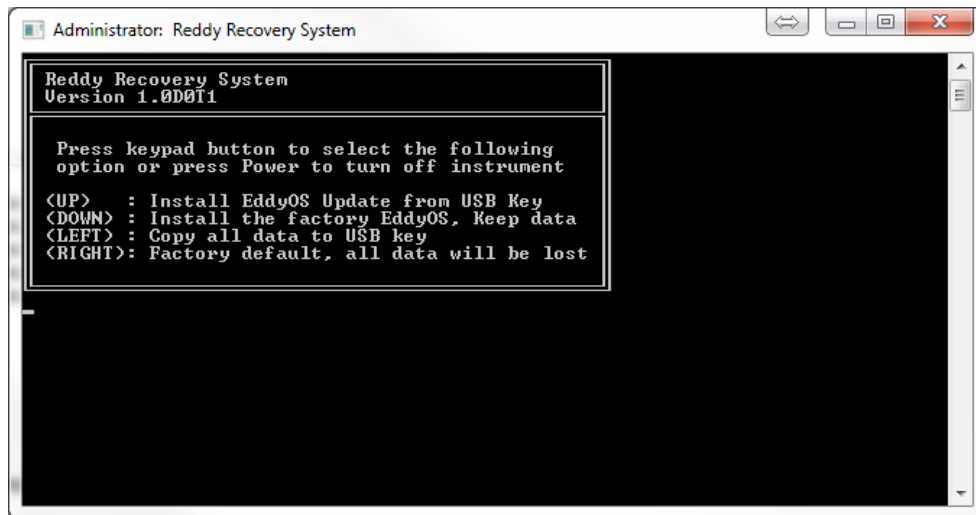 Administrator: Reddy Recovery System
Reddy Recovery System
Version 1.0D0T1
Press keypad button to select the following
option or press Power to turn off instrument
<UP> : Install EddyOS Update from USB Key
<DOWN> : Install the factory EddyOS, Keep data
<LEFT> : Copy all data to USB key
<RIGHT>: Factory default, all data will be lost